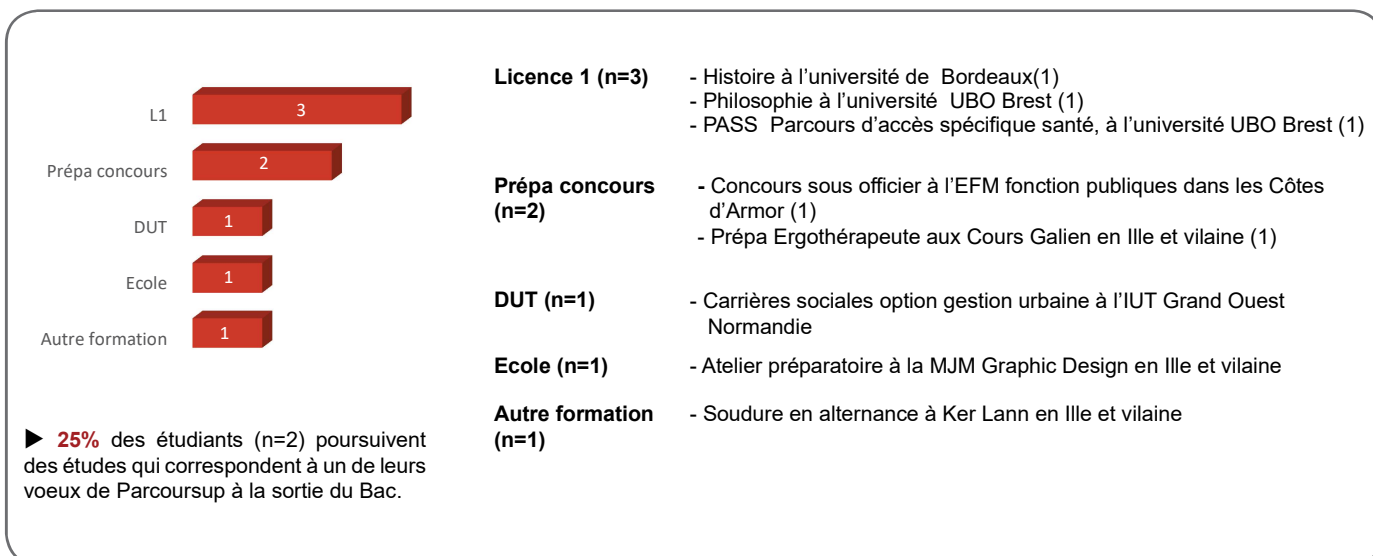 L1
3
Prépa concours
2
DUT
1
Ecole
1
Autre formation
1
▶ 25% des étudiants (n=2) poursuivent
des études qui correspondent à un de leurs
voeux de Parcoursup à la sortie du Bac.
Licence 1 (n=3) - Histoire à l'université de Bordeaux(1)
- Philosophie à l'université UBO Brest (1)
- PASS Parcours d'accès spécifique santé, à l'université UBO Brest (1)
Prépa concours - Concours sous officier à l'EFM fonction publiques dans les Côtes
(n=2) d'Armor (1)
- Prépa Ergothérapeute aux Cours Galien en Ille et vilaine (1)
DUT (n=1) - Carrières sociales option gestion urbaine à l'IUT Grand Ouest
Normandie
Ecole (n=1) - Atelier préparatoire à la MJM Graphic Design en Ille et vilaine
Autre formation - Soudure en alternance à Ker Lann en Ille et vilaine
(n=1)